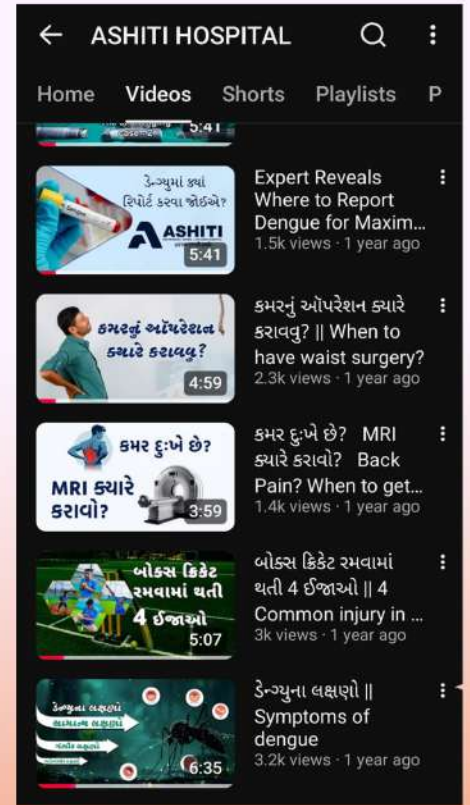 ASHITI HOSPITAL
Home Videos Shorts Playlists P
5:41
ડેન્ગ્યુમાં ક્યાં
રિપોર્ટ કરવા જોઈએ?
ASHITI
5:41
Expert Reveals
Where to Report
Dengue for Maxim...
1.5k views · 1 year ago
કમરનું ઑપરેશન
ક્યારે કરાવવુ?
4:59
કમરનું ઑપરેશન ક્યારે
કરાવવુ? || When to
have waist surgery?
2.3k views · 1 year ago
કમર દુઃખે છે?
MRI ક્યારે
કરાવો?
3:59
કમર દુઃખે છે? MRI
ક્યારે કરાવો? Back
Pain? When to get...
1.4k views · 1 year ago
બોક્સ ક્રિકેટ
રમવામાં થતી
4 ઈજાઓ
5:07
બોક્સ ક્રિકેટ રમવામાં
થતી 4 ઈજાઓ || 4
Common injury in ...
3k views · 1 year ago
ડેન્ગ્યુના લક્ષણો
સામાન્ય લક્ષણો
ગંભીર લક્ષણો
6:35
ડેન્ગ્યુના લક્ષણો ||
Symptoms of
dengue
3.2k views · 1 year ago